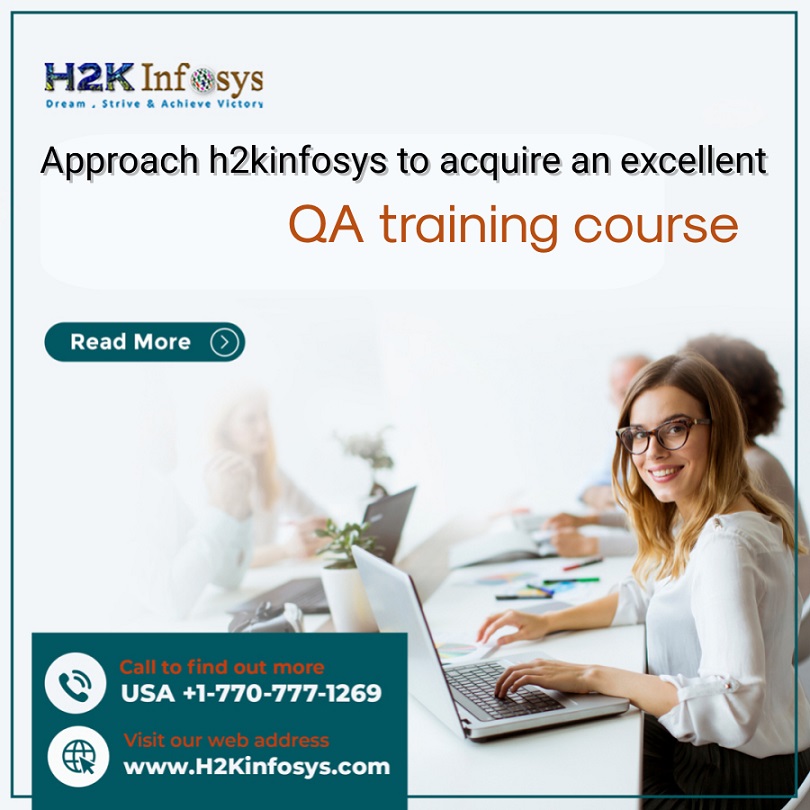 H2K Infosys
Dream . Strive & Achieve Victory
Approach h2kinfosys to acquire an excellent
QA training course
Read More
Call to find out more
USA +1-770-777-1269
Visit our web address
www.H2Kinfosys.com